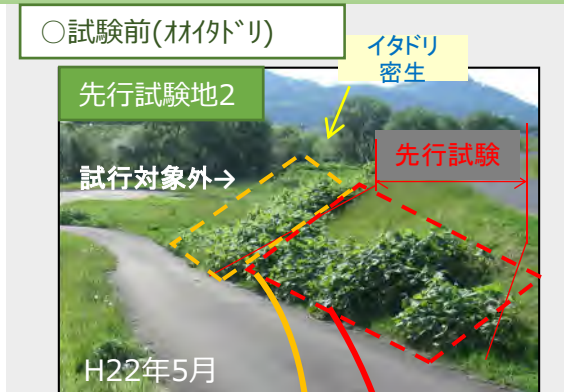 ○試験前(ｵｵｲﾀﾄﾞﾘ)
イタドリ
密生
先行試験地2
先行試験
試行対象外→
H22年5月